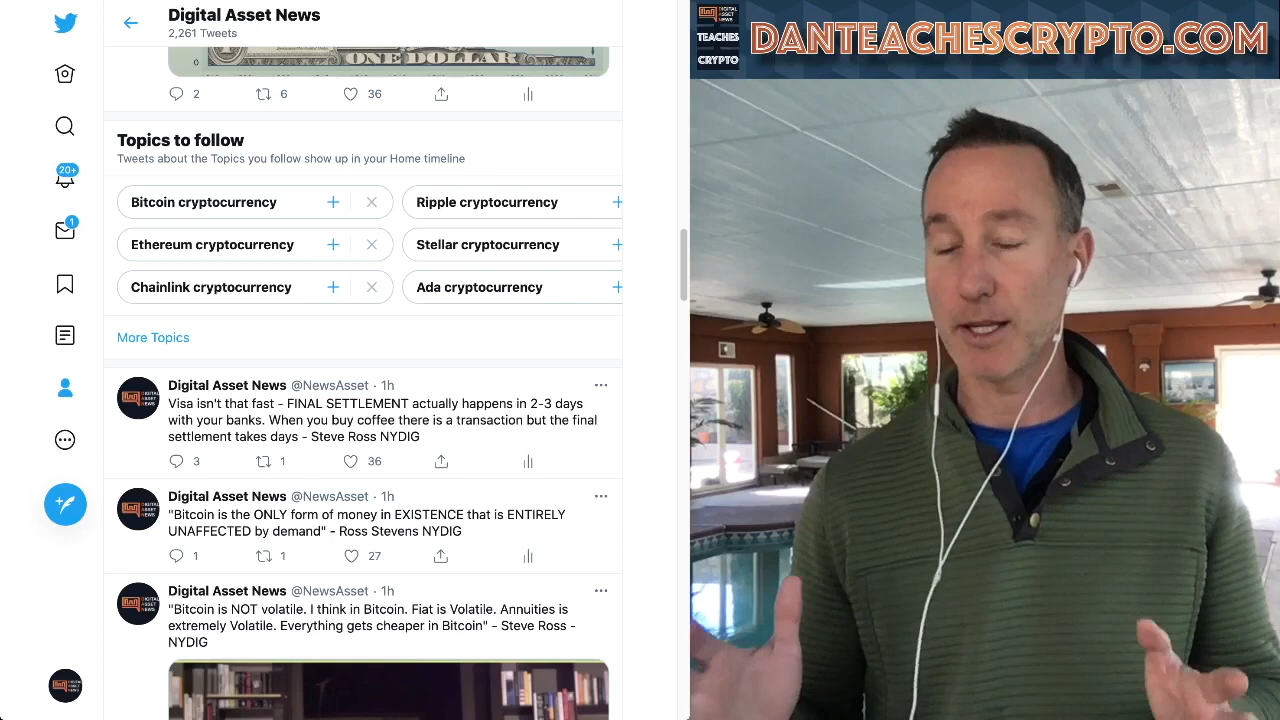 Digital Asset News
2,261 Tweets
ONE DOLLAR
0
2
6
36
Topics to follow
Tweets about the Topics you follow show up in your Home timeline
Bitcoin cryptocurrency
Ripple cryptocurrency
Ethereum cryptocurrency
Stellar cryptocurrency
Chainlink cryptocurrency
Ada cryptocurrency
More Topics
Digital Asset News @NewsAsset · 1h
Visa isn't that fast - FINAL SETTLEMENT actually happens in 2-3 days
with your banks. When you buy coffee there is a transaction but the final
settlement takes days - Steve Ross NYDIG
3
1
36
Digital Asset News @NewsAsset · 1h
"Bitcoin is the ONLY form of money in EXISTENCE that is ENTIRELY
UNAFFECTED by demand" - Ross Stevens NYDIG
1
1
27
Digital Asset News @NewsAsset · 1h
"Bitcoin is NOT volatile. I think in Bitcoin. Fiat is Volatile. Annuities is
extremely Volatile. Everything gets cheaper in Bitcoin" - Steve Ross -
NYDIG
20+
1
DIGITAL
ASSET
NEWS
TEACHES
CRYPTO
DANTEACHESCRYPTO.COM